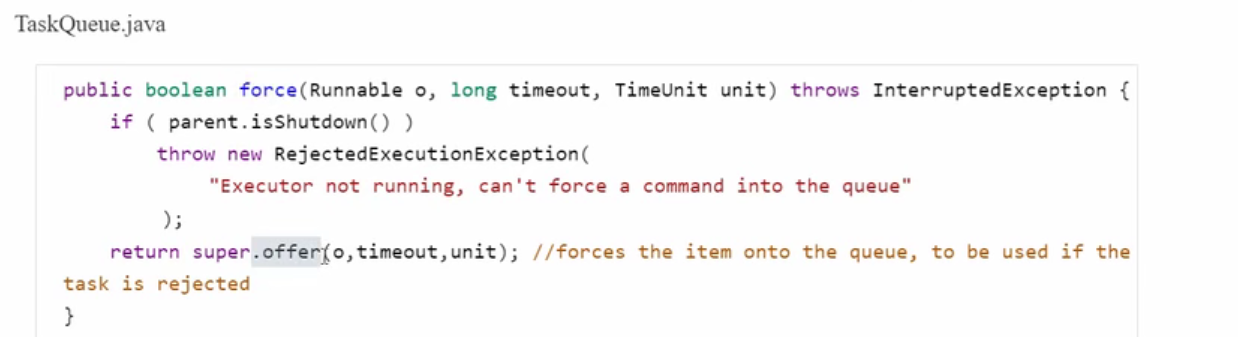 TaskQueue.java
public boolean force(Runnable o, long timeout, TimeUnit unit) throws InterruptedException {
if ( parent.isShutdown() )
throw new RejectedExecutionException(
"Executor not running, can't force a command into the queue"
);
return super.offer(o,timeout,unit); //forces the item onto the queue, to be used if the
task is rejected
}